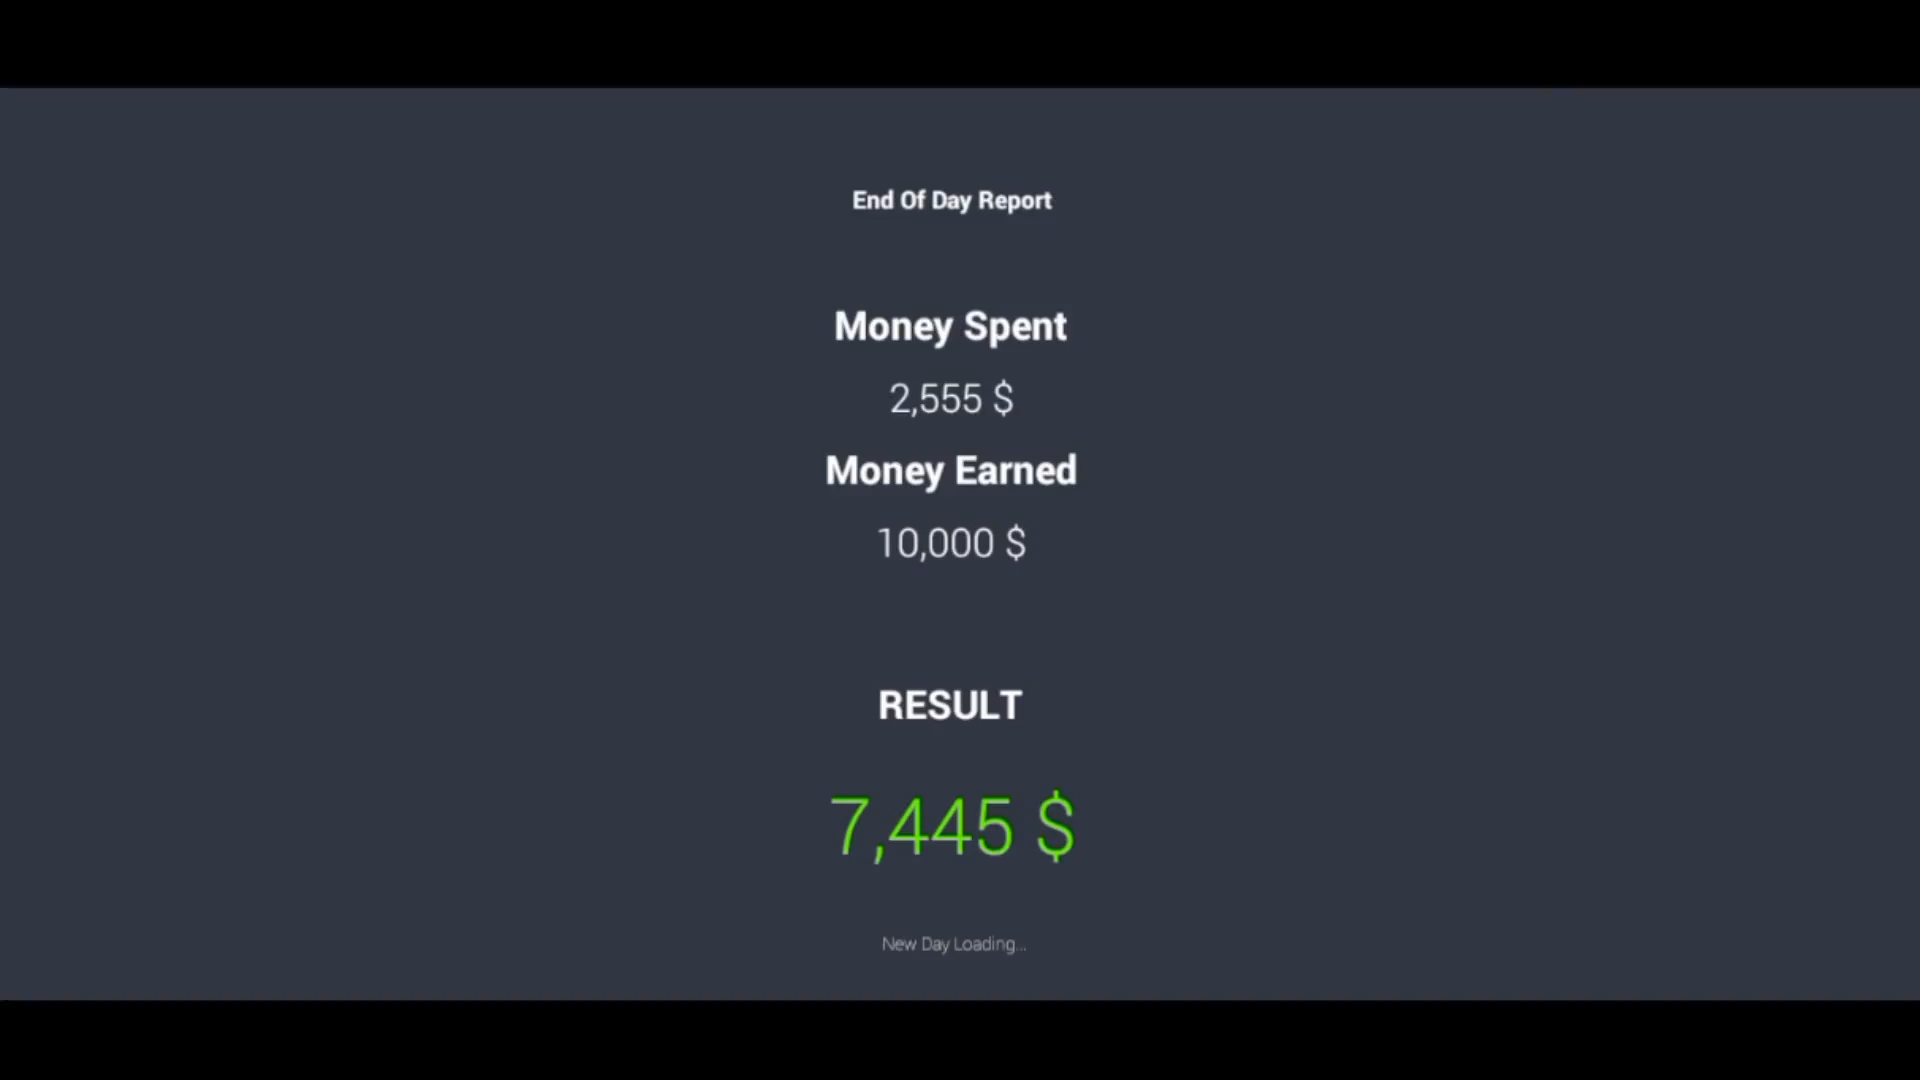 End Of Day Report
Money Spent
2,555 $
Money Earned
10,000 $
RESULT
7,445 $
New Day Loading...